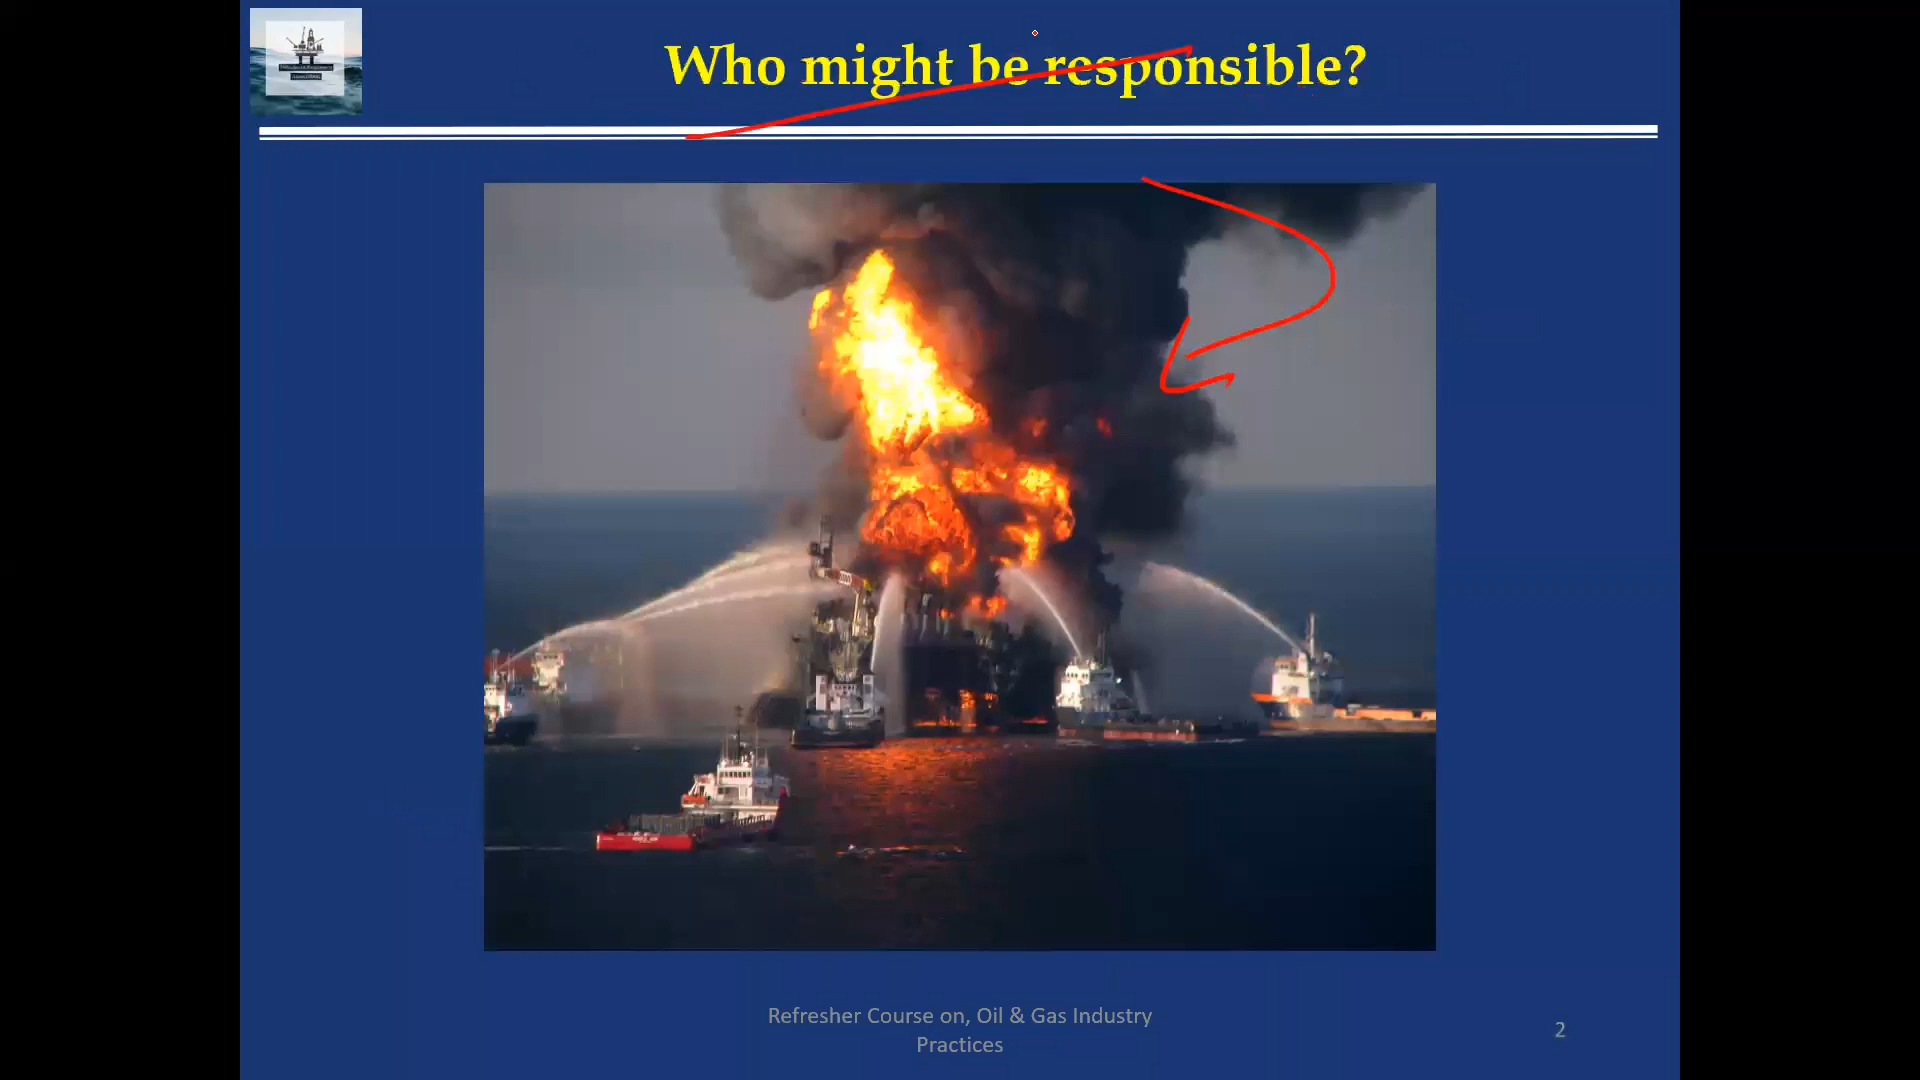 Who might be responsible?
Refresher Course on, Oil & Gas Industry
Practices
2